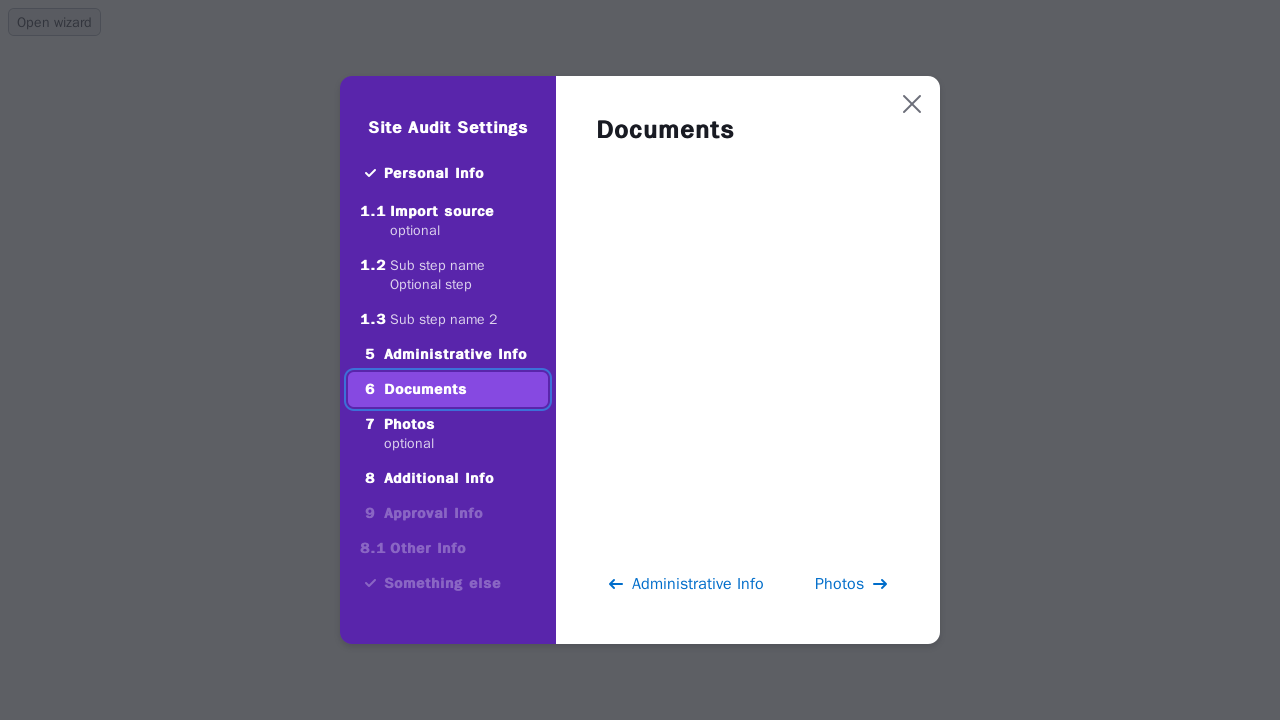 Open wizard
Site Audit Settings
Personal Info
1.1 Import source
optional
1.2 Sub step name
Optional step
1.3 Sub step name 2
5 Administrative Info
6 Documents
7 Photos
optional
8 Additional Info
9 Approval Info
8.1 Other Info
Something else
Documents
Administrative Info
Photos